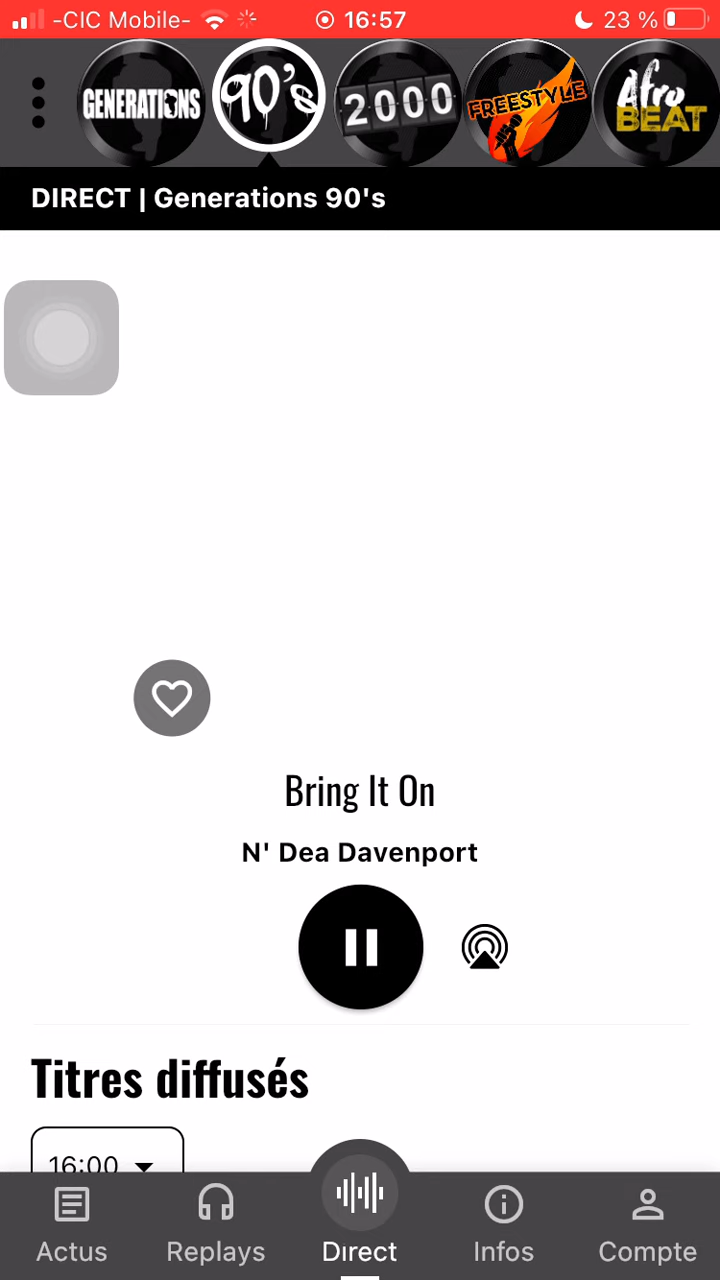 -CIC Mobile- 16:57 23 %
GENERATIONS 90's 2000 FREESTYLE Afro BEAT
DIRECT | Generations 90's
Bring It On
N' Dea Davenport
Titres diffusés
16:00
Actus Replays Direct Infos Compte